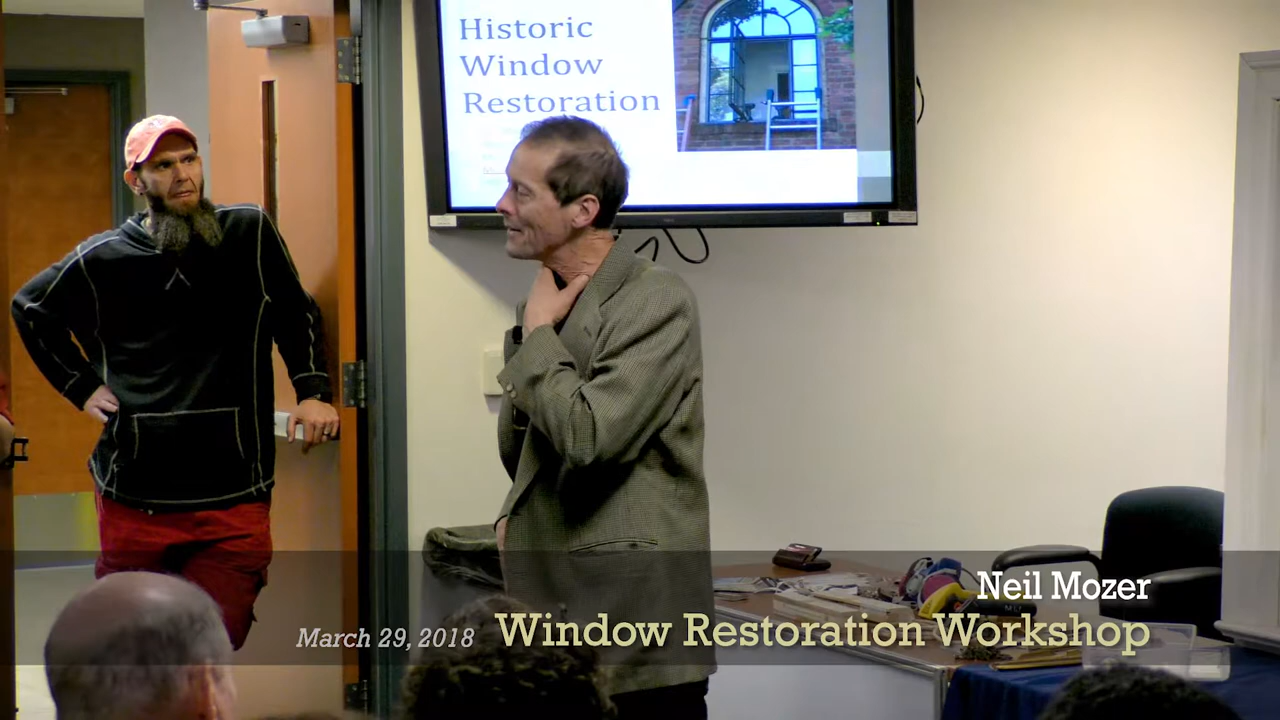 Historic
Window
Restoration
Neil Mozer
March 29, 2018 Window Restoration Workshop